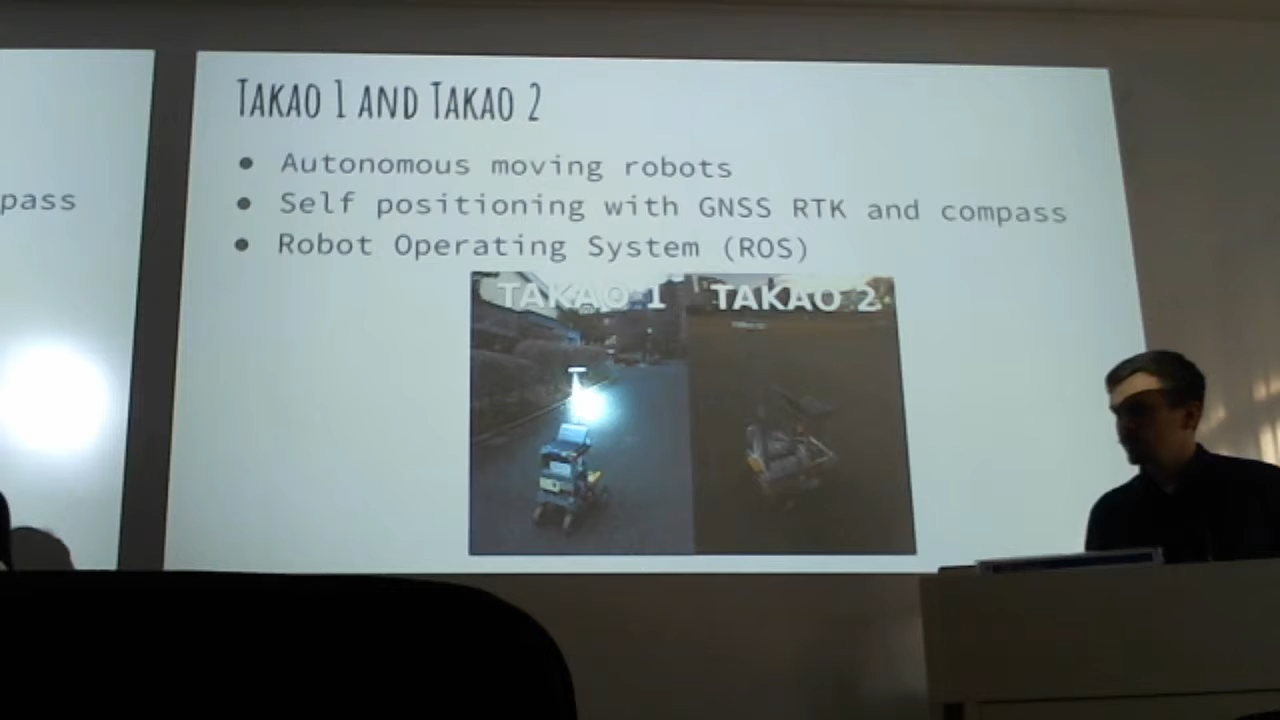 TAKAO 1 AND TAKAO 2
pass
● Autonomous moving robots
● Self positioning with GNSS RTK and compass
● Robot Operating System (ROS)
TAKAO 1 TAKAO 2